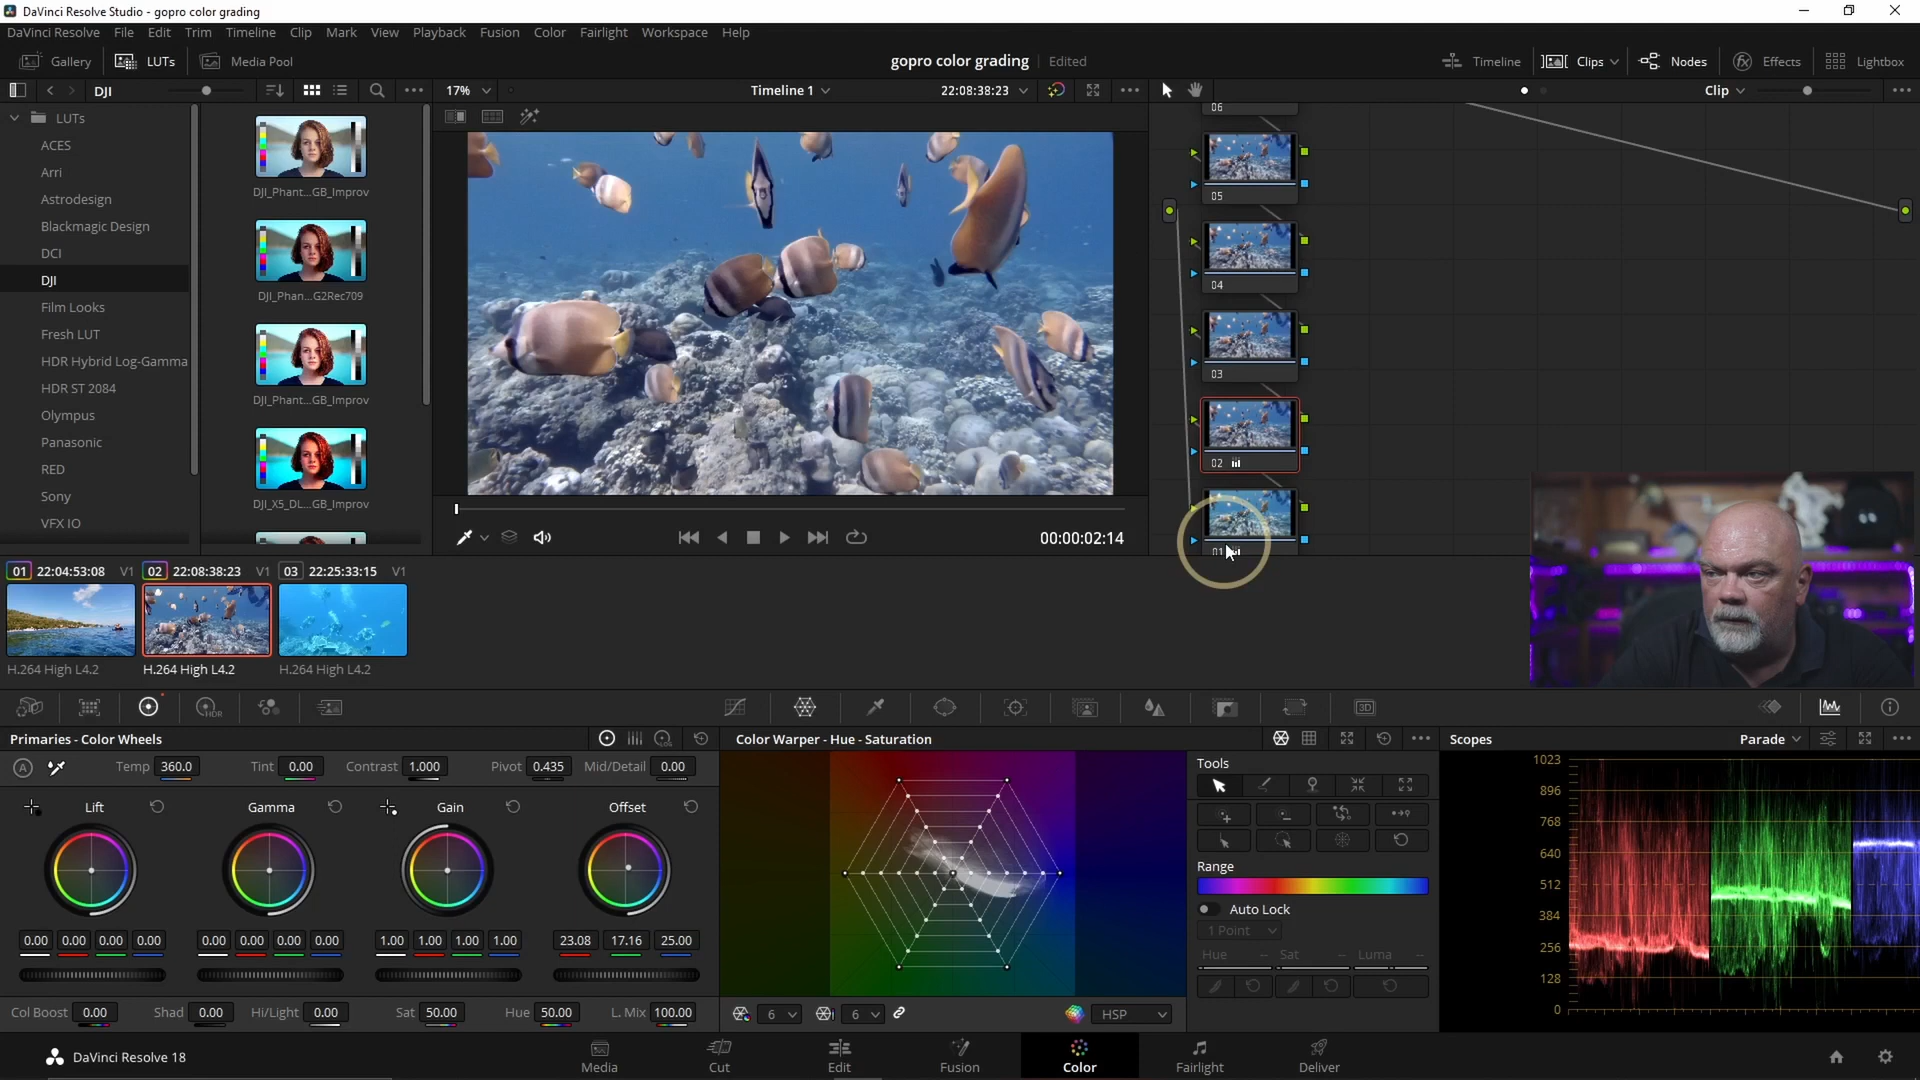 DaVinci Resolve Studio - gopro color grading
DaVinci Resolve File Edit Trim Timeline Clip Mark View Playback Fusion Color Fairlight Workspace Help
Gallery LUTs Media Pool gopro color grading Edited Timeline Clips Nodes Effects Lightbox
DJI 17% Timeline 1 22:08:38:23 Clip
LUTs
ACES
Arri
Astrodesign
Blackmagic Design
DCI
DJI
Film Looks
Fresh LUT
HDR Hybrid Log-Gamma
HDR ST 2084
Olympus
Panasonic
RED
Sony
VFX IO
DJI_Phant...GB_Improv
DJI_Phan...G2Rec709
DJI_Phant...GB_Improv
DJI_X5_DL...GB_Improv
00:00:02:14
06
05
04
03
02
01
01 22:04:53:08 V1 02 22:08:38:23 V1 03 22:25:33:15 V1
H.264 High L4.2 H.264 High L4.2 H.264 High L4.2
HDR 3D
Primaries - Color Wheels
A Temp 360.0 Tint 0.00 Contrast 1.000 Pivot 0.435 Mid/Detail 0.00
Lift Gamma Gain Offset
0.00 0.00 0.00 0.00 0.00 0.00 0.00 0.00 1.00 1.00 1.00 1.00 23.08 17.16 25.00
Col Boost 0.00 Shad 0.00 Hi/Light 0.00 Sat 50.00 Hue 50.00 L. Mix 100.00
Color Warper - Hue - Saturation
6 6 HSP
Tools
Range
Auto Lock
1 Point
Hue -- Sat -- Luma --
Scopes Parade
1023
896
768
640
512
384
256
128
0
DaVinci Resolve 18
Media Cut Edit Fusion Color Fairlight Deliver